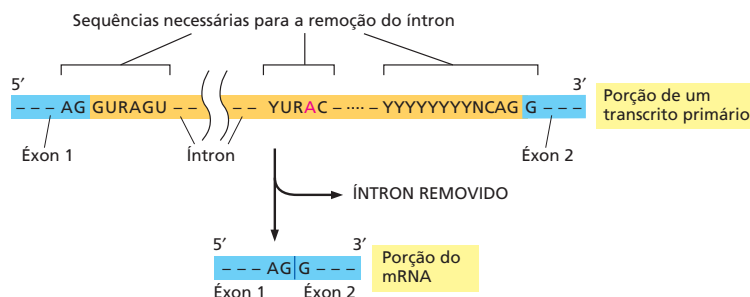 Sequências necessárias para a remoção do íntron
5′ 3′
– – – AG GURAGU – – – – YURAC – ···· – YYYYYYYYNCAG G – – –
Porção de um
transcrito primário
Éxon 1 Íntron Éxon 2
ÍNTRON REMOVIDO
5′ 3′
– – – AG G – – –
Porção do
mRNA
Éxon 1 Éxon 2